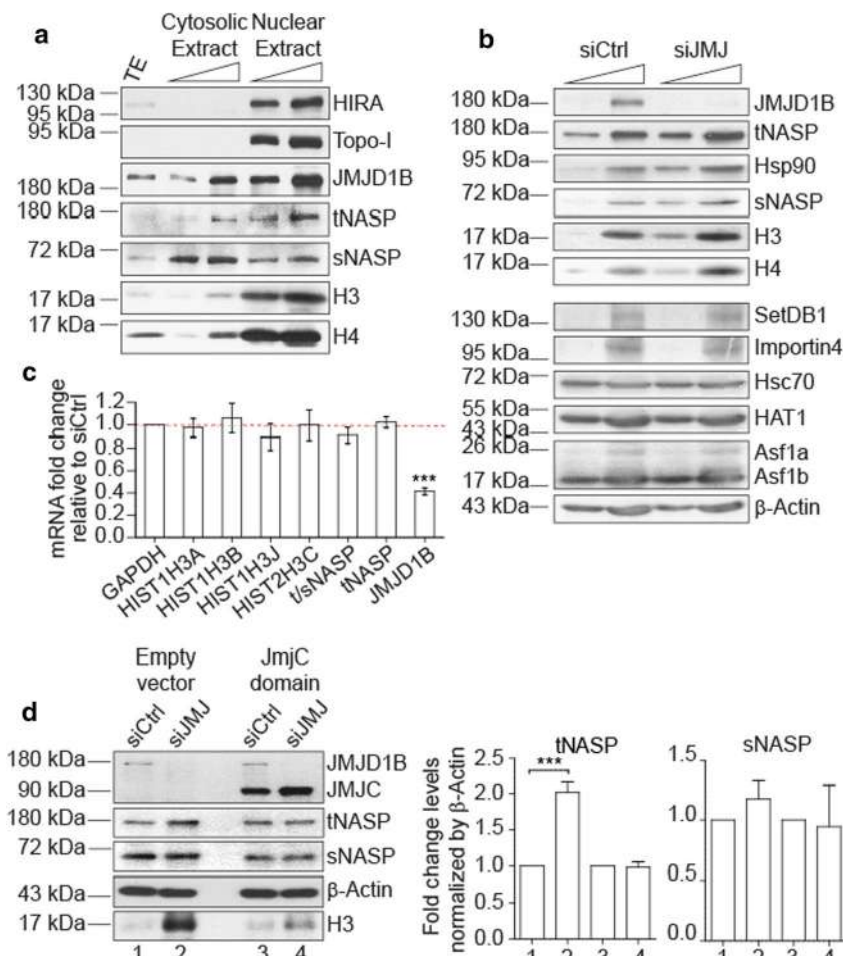 a
Cytosolic Nuclear
Extract Extract
TE
130 kDa
95 kDa
HIRA
95 kDa
Topo-I
180 kDa
JMJD1B
180 kDa
tNASP
72 kDa
sNASP
17 kDa
H3
17 kDa
H4
b
siCtrl siJMJ
180 kDa
JMJD1B
180 kDa
tNASP
95 kDa
Hsp90
72 kDa
sNASP
17 kDa
H3
17 kDa
H4
130 kDa
SetDB1
95 kDa
Importin4
72 kDa
Hsc70
55 kDa
43 kDa
HAT1
26 kDa
Asf1a
17 kDa
Asf1b
43 kDa
β-Actin
c
mRNA fold change
relative to siCtrl
1.2
1.0
0.8
0.6
0.4
0.2
0.0
***
GAPDH
HIST1H3A
HIST1H3B
HIST1H3J
HIST2H3C
t/sNASP
tNASP
JMJD1B
d
Empty
vector
JmjC
domain
siCtrl siJMJ siCtrl siJMJ
180 kDa
JMJD1B
90 kDa
JMJC
180 kDa
tNASP
72 kDa
sNASP
43 kDa
β-Actin
17 kDa
H3
1 2 3 4
Fold change levels
normalized by β-Actin
tNASP
2.5
2.0
1.5
1.0
0.5
0.0
***
1 2 3 4
sNASP
1.5
1.0
0.5
0.0
1 2 3 4